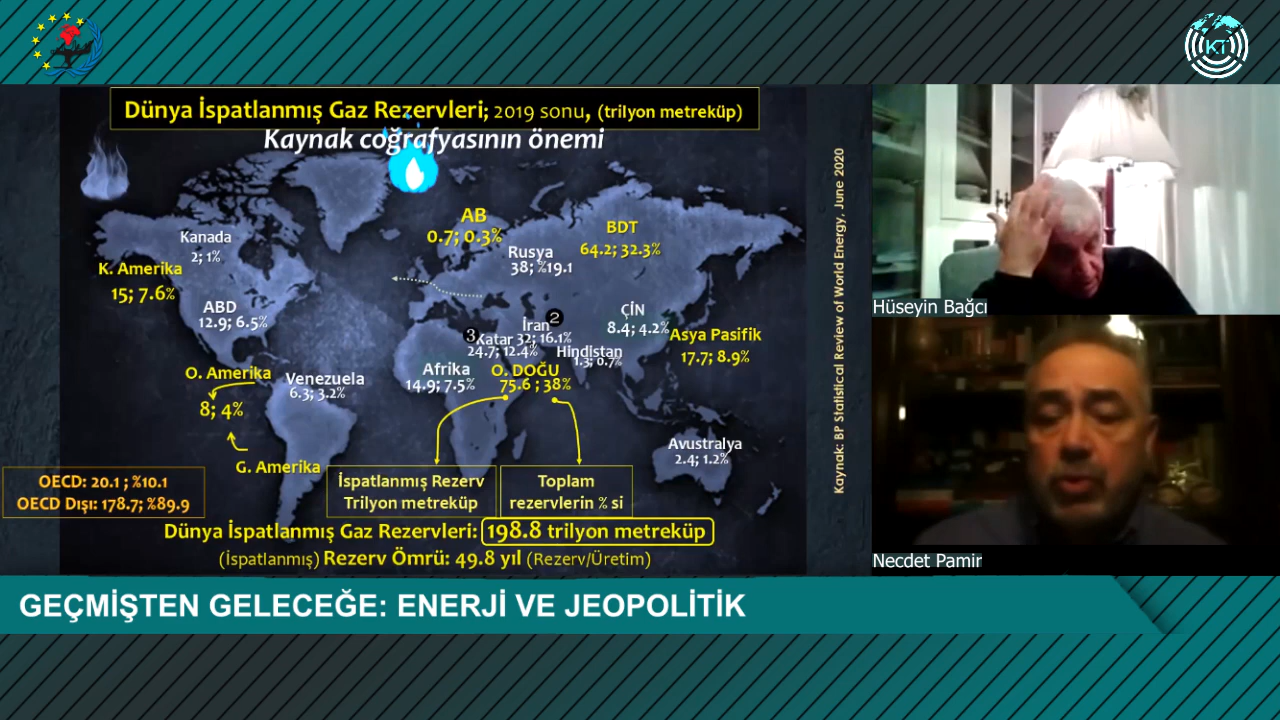 KT
Dünya İspatlanmış Gaz Rezervleri; 2019 sonu, (trilyon metreküp)
Kaynak coğrafyasının önemi
AB
0.7; 0.3%
BDT
64.2; 32.3%
Kanada
2; 1%
Rusya
38; %19.1
K. Amerika
15; 7.6%
ABD
12.9; 6.5%
ÇİN
8.4; 4.2%
2
İran
32; 16.1%
3
Katar
24.7; 12.4%
Hindistan
1.3; 0.7%
Asya Pasifik
17.7; 8.9%
O. Amerika
8; 4%
G. Amerika
Venezuela
6.3; 3.2%
Afrika
14.9; 7.5%
O. DOĞU
75.6 ; 38%
Avustralya
2.4; 1.2%
OECD: 20.1 ; %10.1
OECD Dışı: 178.7; %89.9
İspatlanmış Rezerv
Trilyon metreküp
Toplam
rezervlerin % si
Dünya İspatlanmış Gaz Rezervleri: 198.8 trilyon metreküp
(İspatlanmış) Rezerv Ömrü: 49.8 yıl (Rezerv/Üretim)
Kaynak: BP Statistical Review of World Energy, June 2020
Hüseyin Bağcı
Necdet Pamir
GEÇMİŞTEN GELECEĞE: ENERJİ VE JEOPOLİTİK